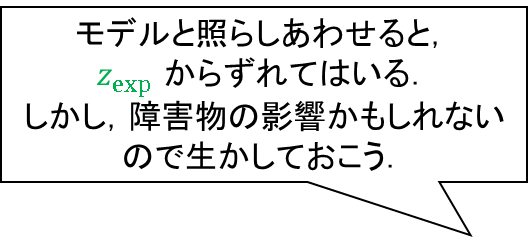 モデルと照らしあわせると，
z_exp からずれてはいる．
しかし，障害物の影響かもしれない
ので生かしておこう．